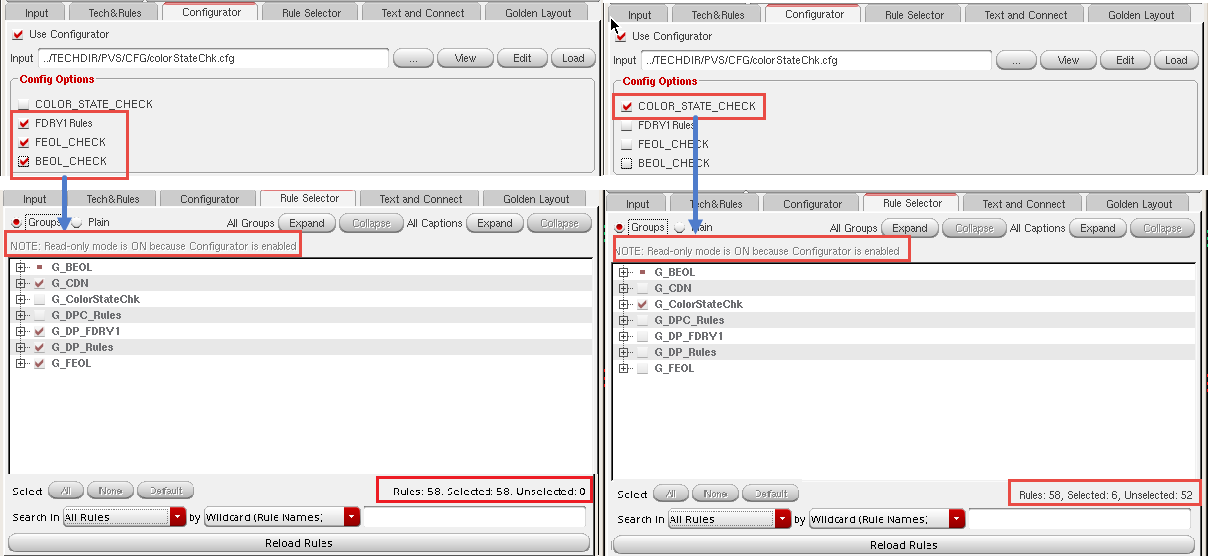 Input Tech&Rules Configurator Rule Selector Text and Connect Golden Layout
Use Configurator
Input ../TECHDIR/PVS/CFG/colorStateChk.cfg ... View Edit Load
Config Options
COLOR_STATE_CHECK
FDRY1Rules
FEOL_CHECK
BEOL_CHECK
Input Tech&Rules Configurator Rule Selector Text and Connect Golden Layout
Groups Plain All Groups Expand Collapse All Captions Expand Collapse
NOTE: Read-only mode is ON because Configurator is enabled
G_BEOL
G_CDN
G_ColorStateChk
G_DPC_Rules
G_DP_FDRY1
G_DP_Rules
G_FEOL
Select All None Default Rules: 58, Selected: 58, Unselected: 0
Search in All Rules by Wildcard (Rule Names)
Reload Rules
Input Tech&Rules Configurator Rule Selector Text and Connect Golden Layout
Use Configurator
Input ../TECHDIR/PVS/CFG/colorStateChk.cfg ... View Edit Load
Config Options
COLOR_STATE_CHECK
FDRY1Rules
FEOL_CHECK
BEOL_CHECK
Input Tech&Rules Configurator Rule Selector Text and Connect Golden Layout
Groups Plain All Groups Expand Collapse All Captions Expand Collapse
NOTE: Read-only mode is ON because Configurator is enabled
G_BEOL
G_CDN
G_ColorStateChk
G_DPC_Rules
G_DP_FDRY1
G_DP_Rules
G_FEOL
Select All None Default Rules: 58, Selected: 6, Unselected: 52
Search in All Rules by Wildcard (Rule Names)
Reload Rules